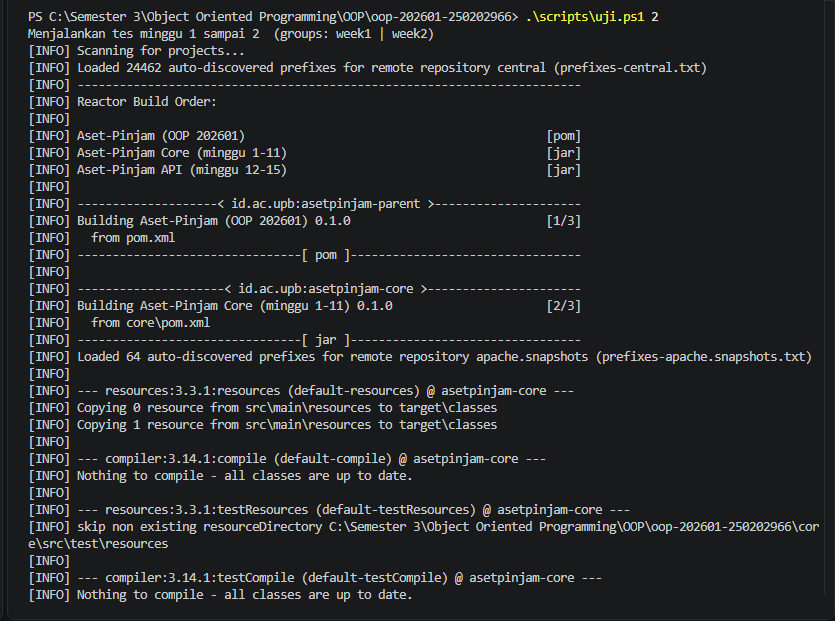 PS C:\Semester 3\Object Oriented Programming\OOP\oop-202601-250202966> .\scripts\uji.ps1 2
Menjalankan tes minggu 1 sampai 2  (groups: week1 | week2)
[INFO] Scanning for projects...
[INFO] Loaded 24462 auto-discovered prefixes for remote repository central (prefixes-central.txt)
[INFO] ------------------------------------------------------------------------
[INFO] Reactor Build Order:
[INFO]
[INFO] Aset-Pinjam (OOP 202601)                                           [pom]
[INFO] Aset-Pinjam Core (minggu 1-11)                                     [jar]
[INFO] Aset-Pinjam API (minggu 12-15)                                     [jar]
[INFO]
[INFO] --------------------< id.ac.upb:asetpinjam-parent >---------------------
[INFO] Building Aset-Pinjam (OOP 202601) 0.1.0                            [1/3]
[INFO]   from pom.xml
[INFO] --------------------------------[ pom ]---------------------------------
[INFO]
[INFO] ---------------------< id.ac.upb:asetpinjam-core >----------------------
[INFO] Building Aset-Pinjam Core (minggu 1-11) 0.1.0                      [2/3]
[INFO]   from core\pom.xml
[INFO] --------------------------------[ jar ]---------------------------------
[INFO] Loaded 64 auto-discovered prefixes for remote repository apache.snapshots (prefixes-apache.snapshots.txt)
[INFO]
[INFO] --- resources:3.3.1:resources (default-resources) @ asetpinjam-core ---
[INFO] Copying 0 resource from src\main\resources to target\classes
[INFO] Copying 1 resource from src\main\resources to target\classes
[INFO]
[INFO] --- compiler:3.14.1:compile (default-compile) @ asetpinjam-core ---
[INFO] Nothing to compile - all classes are up to date.
[INFO]
[INFO] --- resources:3.3.1:testResources (default-testResources) @ asetpinjam-core ---
[INFO] skip non existing resourceDirectory C:\Semester 3\Object Oriented Programming\OOP\oop-202601-250202966\cor
e\src\test\resources
[INFO]
[INFO] --- compiler:3.14.1:testCompile (default-testCompile) @ asetpinjam-core ---
[INFO] Nothing to compile - all classes are up to date.